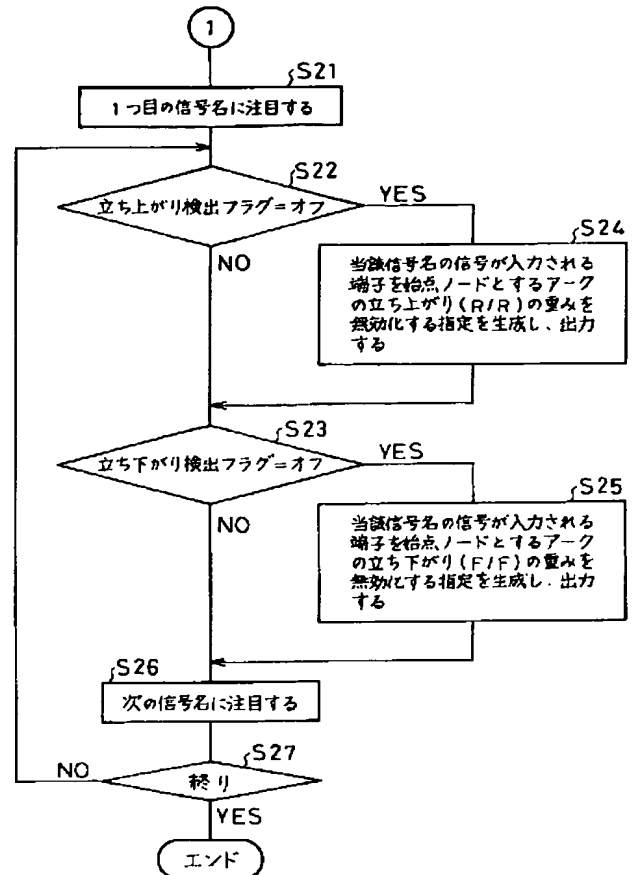 1
S21
1つ目の信号名に注目する
S22
立ち上がり検出フラグ=オフ
YES
NO
S24
当該信号名の信号が入力される
端子を始点ノードとするアーク
の立ち上がり(R/R)の重みを
無効化する指定を生成し、出力
する
S23
立ち下がり検出フラグ=オフ
YES
NO
S25
当該信号名の信号が入力される
端子を始点ノードとするアーク
の立ち下がり(F/F)の重みを
無効化する指定を生成し、出力
する
S26
次の信号名に注目する
S27
終り
NO
YES
エンド